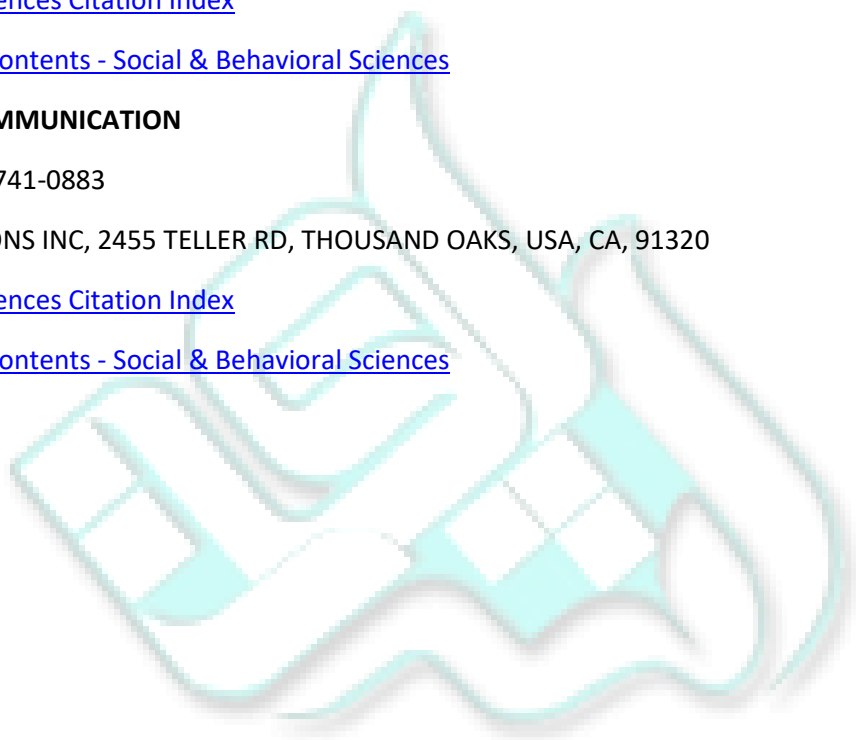 ences Citation Index
ontents - Social & Behavioral Sciences
MMUNICATION
741-0883
ONS INC, 2455 TELLER RD, THOUSAND OAKS, USA, CA, 91320
ences Citation Index
ontents - Social & Behavioral Sciences